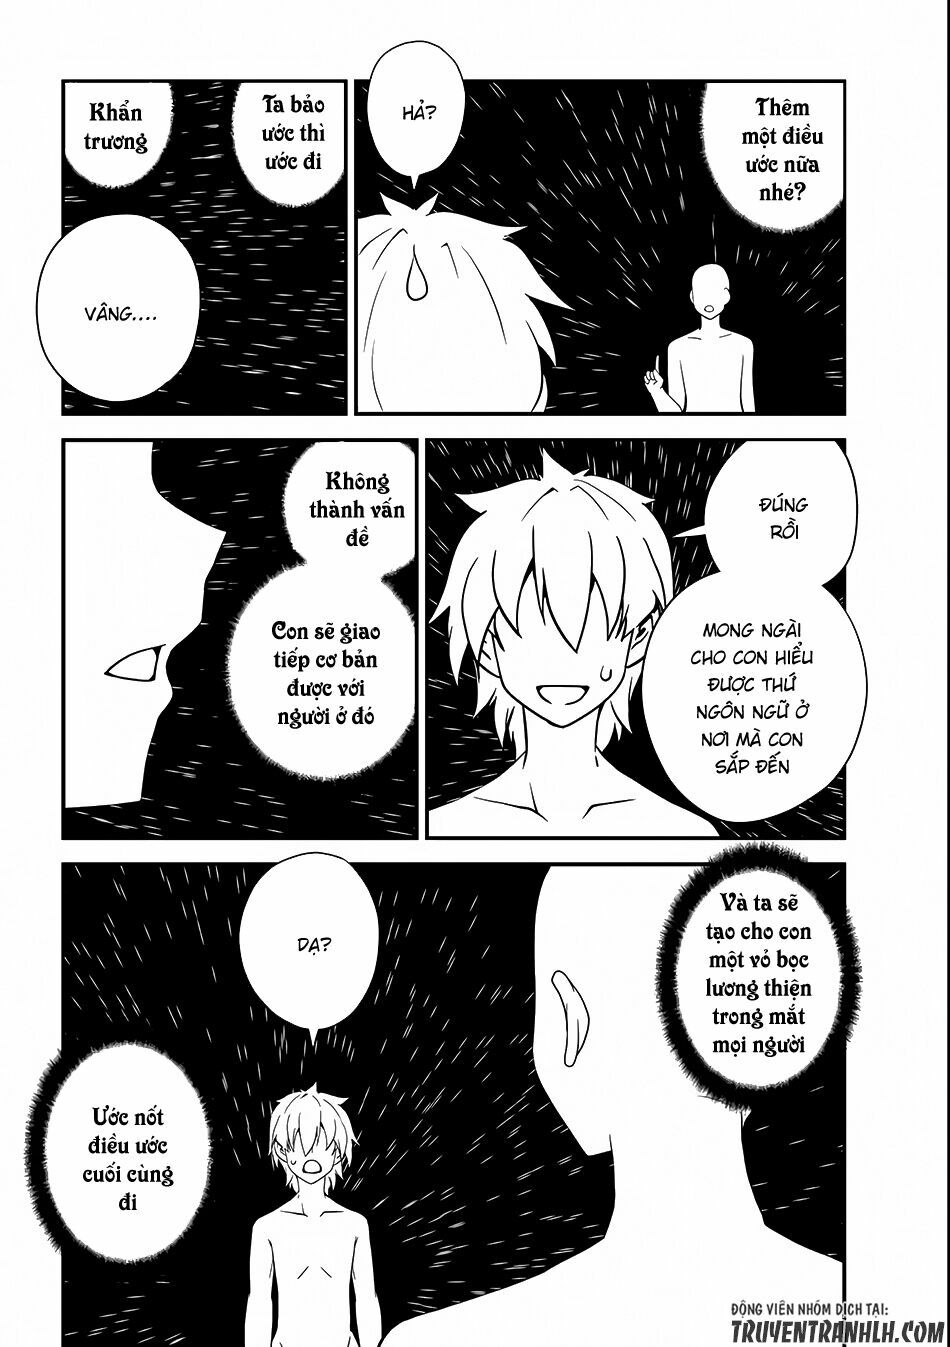 Thêm
một điều
ước nữa
nhé?
HẢ?
Ta bảo
ước thì
ước đi
Khẩn
trương
VÂNG....
ĐÚNG
RỒI
MONG NGÀI
CHO CON HIỂU
ĐƯỢC THỨ
NGÔN NGỮ Ở
NƠI MÀ CON
SẮP ĐẾN
Không
thành vấn
đề
Con sẽ giao
tiếp cơ bản
được với
người ở đó
Và ta sẽ
tạo cho con
một vỏ bọc
lương thiện
trong mắt
mọi người
DẠ?
Ước nốt
điều ước
cuối cùng
đi
ĐỘNG VIÊN NHÓM DỊCH TẠI:
TRUYENTRANHLH.COM